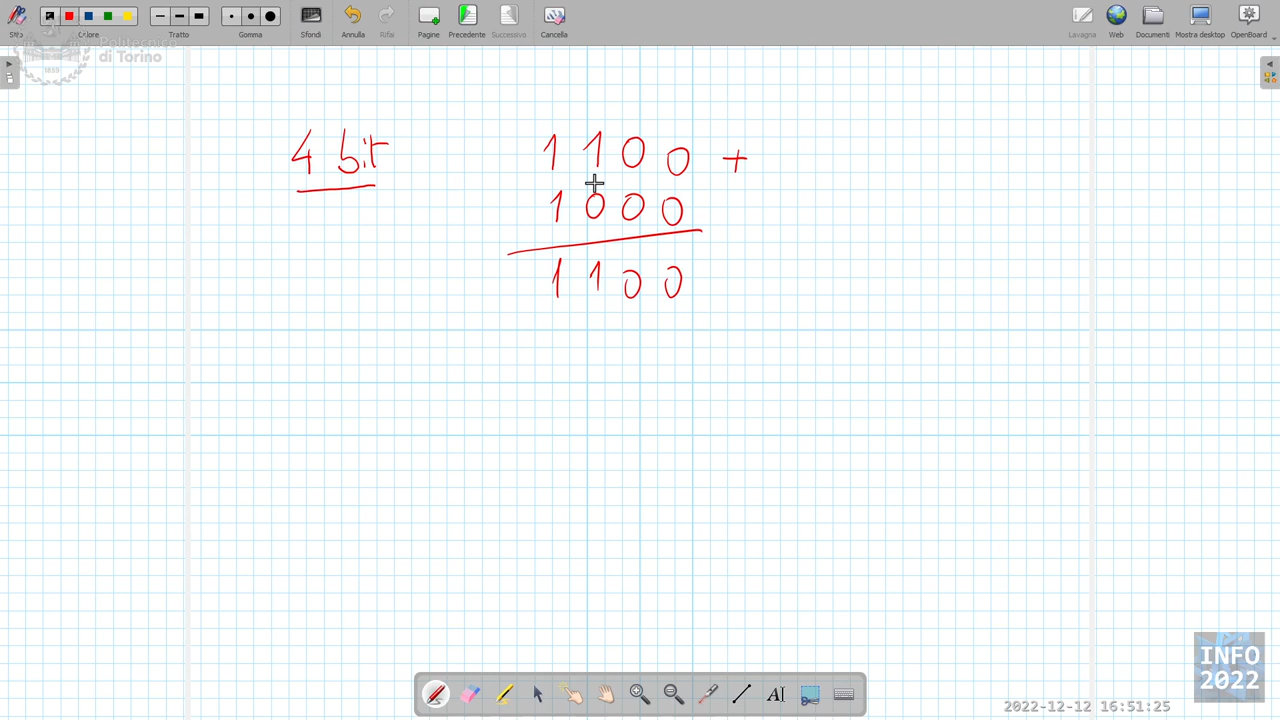 Stilo Colore Tratto Gomma Sfondi Annulla Rifai Pagine Precedente Successivo Cancella Lavagna Web Documenti Mostra desktop OpenBoard
Politecnico
di Torino
1859
4 bit
1 1 0 0 +
1 0 0 0
1 1 0 0
INFO
2022
2022-12-12 16:51:25